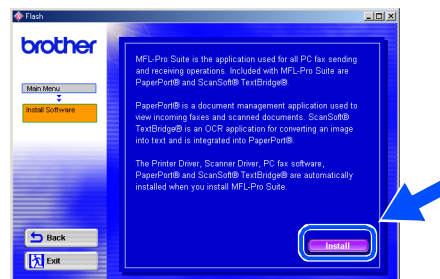 Flash
brother
Main Menu
Install Software
MFL-Pro Suite is the application used for all PC fax sending
and receiving operations. Included with MFL-Pro Suite are
PaperPort® and ScanSoft® TextBridge®.
PaperPort® is a document management application used to
view incoming faxes and scanned documents. ScanSoft®
TextBridge® is an OCR application for converting an image
into text and is integrated into PaperPort®.
The Printer Driver, Scanner Driver, PC fax software,
PaperPort® and ScanSoft® TextBridge® are automatically
installed when you install MFL-Pro Suite.
Back
Exit
Install